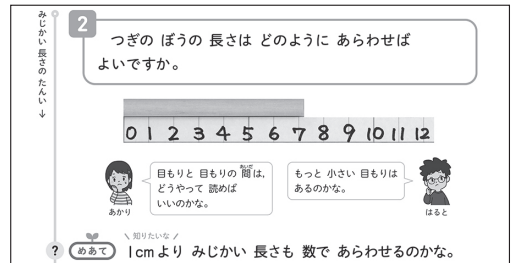 みじかい 長さの たんい ↓
2
つぎの ぼうの 長さは どのように あらわせば
よいですか。
0 1 2 3 4 5 6 7 8 9 10 11 12
目もりと 目もりの 間は,
あいだ
どうやって 読めば
いいのかな。
あかり
もっと 小さい 目もりは
あるのかな。
はると
\ 知りたいな /
? めあて 1cmより みじかい 長さも 数で あらわせるのかな。